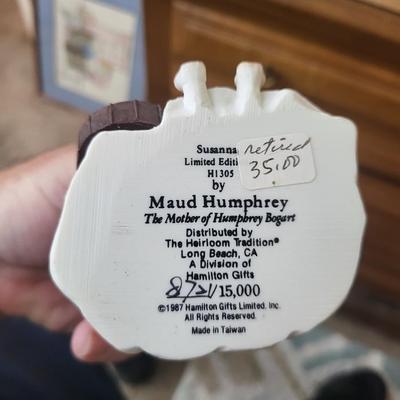 Susanna
Limited Editi
H1305
by
Maud Humphrey
The Mother of Humphrey Bogart
Distributed by
The Heirloom Tradition®
Long Beach, CA
A Division of
Hamilton Gifts
8721/15,000
©1987 Hamilton Gifts Limited, Inc.
All Rights Reserved.
Made in Taiwan
retired
35.00